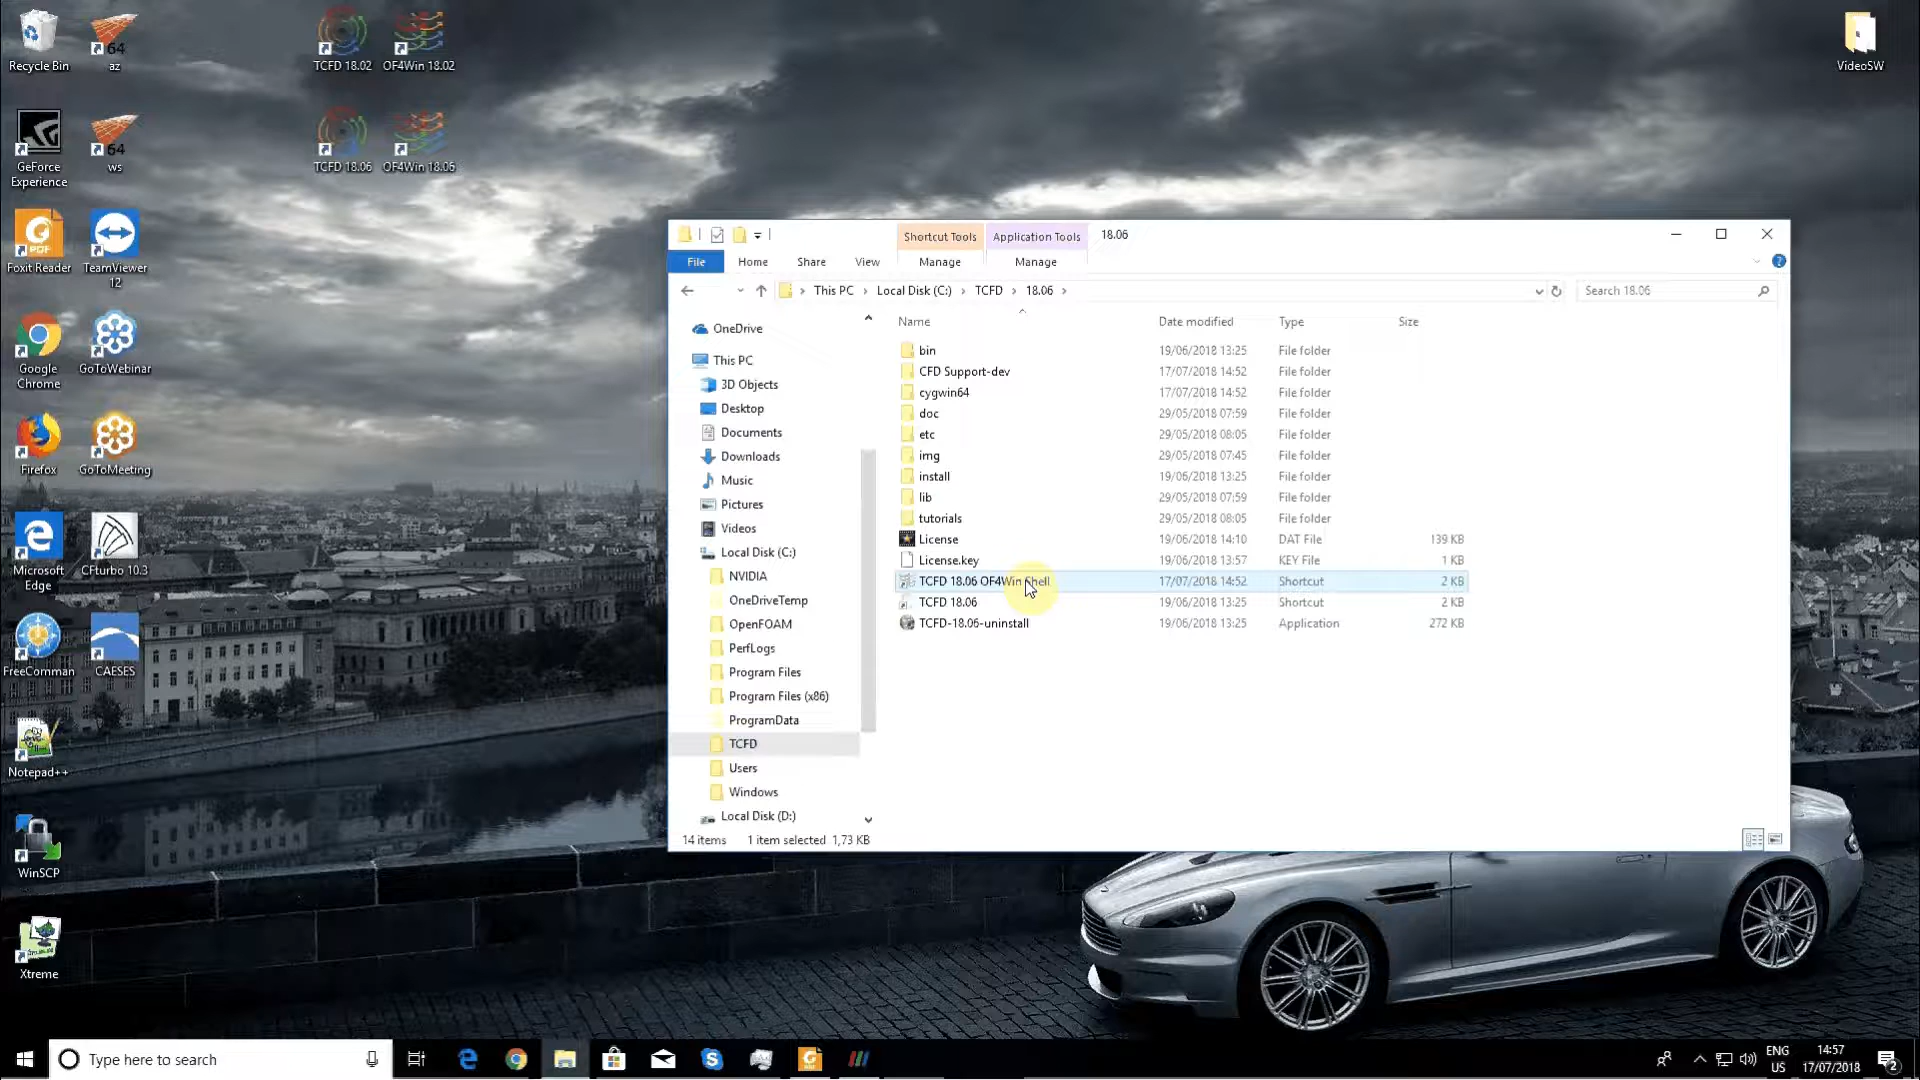 Recycle Bin
64
az
TCFD 18.02
OF4Win 18.02
VideoSW
GeForce
Experience
64
ws
TCFD 18.06
OF4Win 18.06
PDF
Foxit Reader
TeamViewer
12
Google
Chrome
GoToWebinar
Firefox
GoToMeeting
Microsoft
Edge
CFturbo 10.3
FreeComman
CAESES
Notepad++
WinSCP
Xtreme
Shortcut Tools
Application Tools
18.06
File
Home
Share
View
Manage
Manage
This PC
Local Disk (C:)
TCFD
18.06
Search 18.06
OneDrive
This PC
3D Objects
Desktop
Documents
Downloads
Music
Pictures
Videos
Local Disk (C:)
NVIDIA
OneDriveTemp
OpenFOAM
PerfLogs
Program Files
Program Files (x86)
ProgramData
TCFD
Users
Windows
Local Disk (D:)
Name Date modified Type Size
bin 19/06/2018 13:25 File folder
CFD Support-dev 17/07/2018 14:52 File folder
cygwin64 17/07/2018 14:52 File folder
doc 29/05/2018 07:59 File folder
etc 29/05/2018 08:05 File folder
img 29/05/2018 07:45 File folder
install 19/06/2018 13:25 File folder
lib 29/05/2018 07:59 File folder
tutorials 29/05/2018 08:05 File folder
License 19/06/2018 14:10 DAT File 139 KB
License.key 19/06/2018 13:57 KEY File 1 KB
TCFD 18.06 OF4Win Shell 17/07/2018 14:52 Shortcut 2 KB
TCFD 18.06 19/06/2018 13:25 Shortcut 2 KB
TCFD-18.06-uninstall 19/06/2018 13:25 Application 272 KB
14 items 1 item selected 1,73 KB
Type here to search
ENG
US
14:57
17/07/2018
2